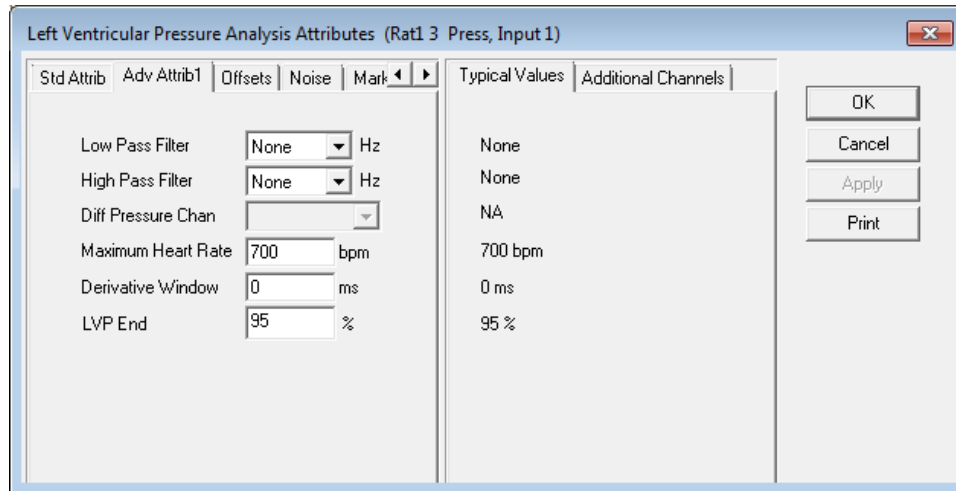 Left Ventricular Pressure Analysis Attributes (Rat1 3 Press, Input 1)
Std Attrib Adv Attrib1 Offsets Noise Mark
Typical Values Additional Channels
Low Pass Filter None Hz None
High Pass Filter None Hz None
Diff Pressure Chan NA
Maximum Heart Rate 700 bpm 700 bpm
Derivative Window 0 ms 0 ms
LVP End 95 % 95 %
OK
Cancel
Apply
Print